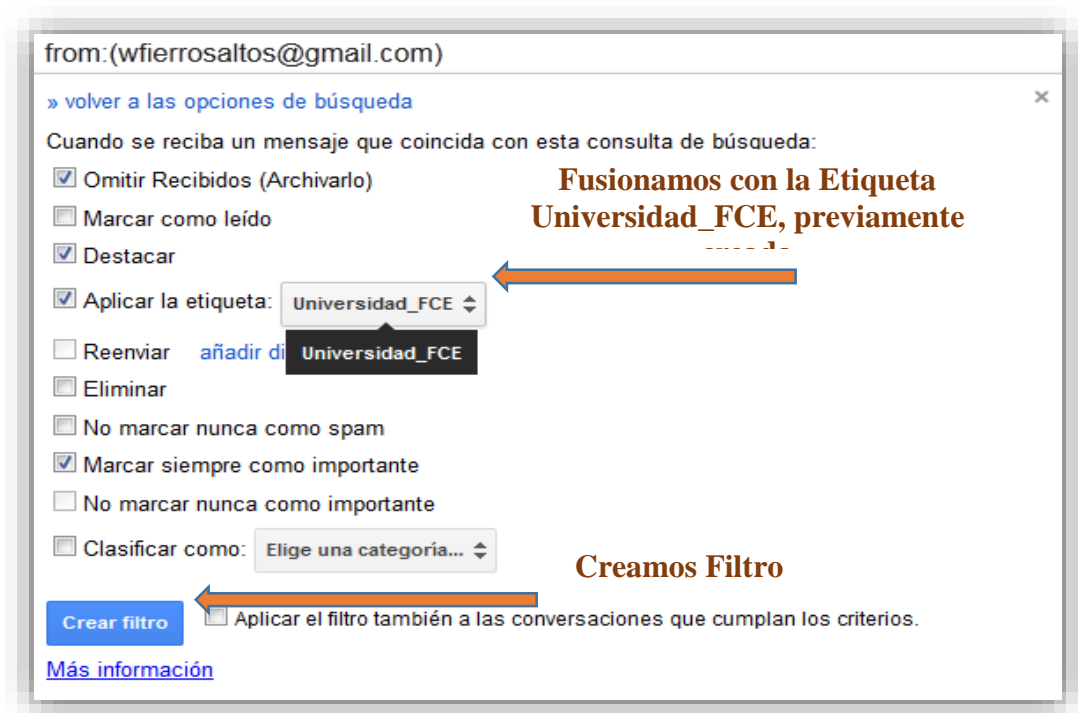 from:(wfierrosaltos@gmail.com)
» volver a las opciones de búsqueda
×
Cuando se reciba un mensaje que coincida con esta consulta de búsqueda:
Omitir Recibidos (Archivarlo)
Fusionamos con la Etiqueta
Universidad_FCE, previamente
Marcar como leído
Destacar
Aplicar la etiqueta: Universidad_FCE
Reenviar añadir di
Universidad_FCE
Eliminar
No marcar nunca como spam
Marcar siempre como importante
No marcar nunca como importante
Clasificar como: Elige una categoría...
Creamos Filtro
Crear filtro
Aplicar el filtro también a las conversaciones que cumplan los criterios.
Más información